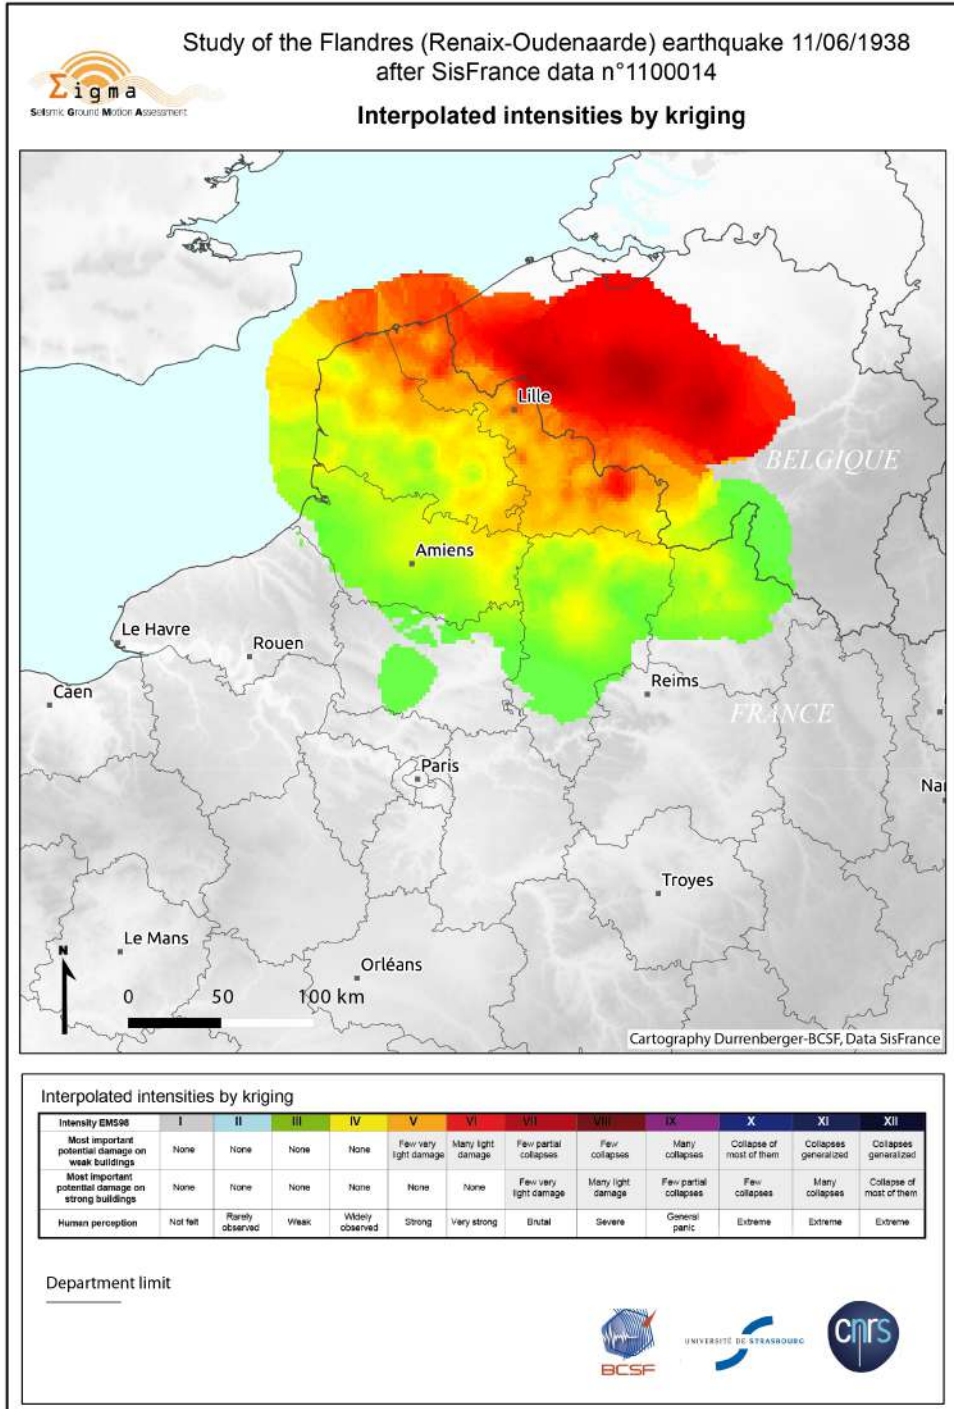 Study of the Flandres (Renaix-Oudenaarde) earthquake 11/06/1938
after SisFrance data n°1100014
Σigma
Seismic Ground Motion Assessment
Interpolated intensities by kriging
Lille
BELGIQUE
Amiens
Le Havre
Rouen
Caen
Reims
FRANCE
Paris
Nar
Troyes
Le Mans
N
Orléans
0 50 100 km
Cartography Durrenberger-BCSF, Data SisFrance
Interpolated intensities by kriging
Intensity EMS98 I II III IV V VI VII VIII IX X XI XII
Most important potential damage on weak buildings None None None None Few very light damage Many light damage Few partial collapses Few collapses Many collapses Collapse of most of them Collapses generalized Collapses generalized
Most important potential damage on strong buildings None None None None None None Few very light damage Many light damage Few partial collapses Few collapses Many collapses Collapse of most of them
Human perception Not felt Rarely observed Weak Widely observed Strong Very strong Brutal Severe General panic Extreme Extreme Extreme
Department limit
BCSF
UNIVERSITÉ DE STRASBOURG
cnrs